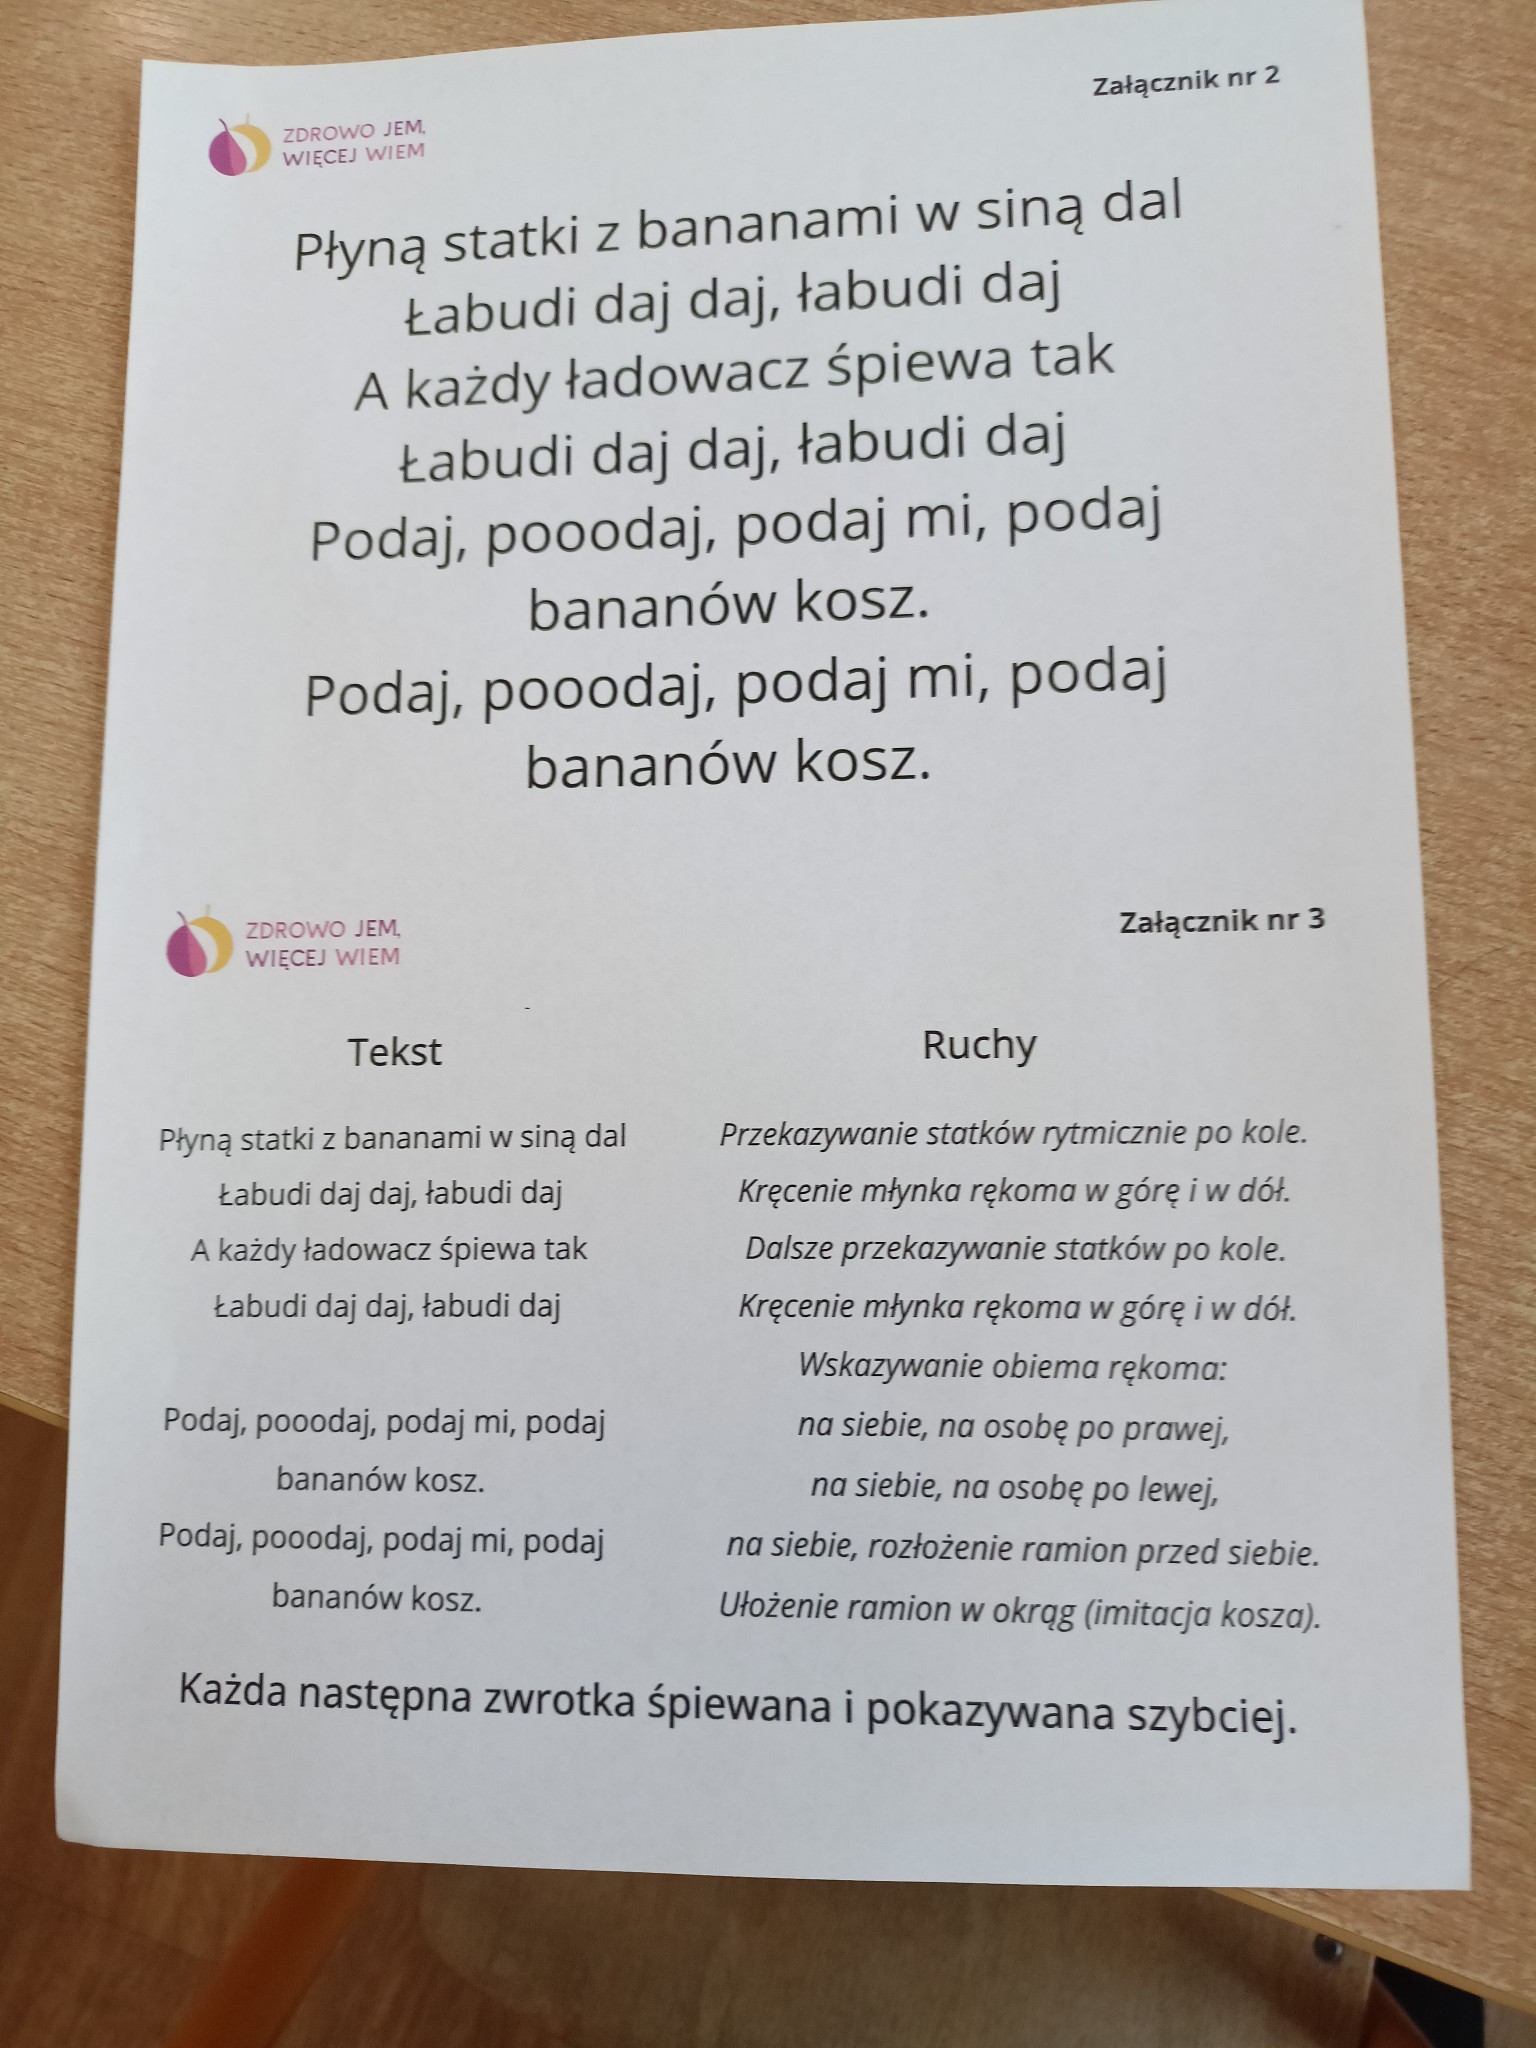 Załącznik nr 2
ZDROWO JEM,
WIĘCEJ WIEM
Płyną statki z bananami w siną dal
Łabudi daj daj, łabudi daj
A każdy ładowacz śpiewa tak
Łabudi daj daj, łabudi daj
Podaj, pooodaj, podaj mi, podaj
bananów kosz.
Podaj, pooodaj, podaj mi, podaj
bananów kosz.
Załącznik nr 3
ZDROWO JEM,
WIĘCEJ WIEM
Tekst
Płyną statki z bananami w siną dal
Łabudi daj daj, łabudi daj
A każdy ładowacz śpiewa tak
Łabudi daj daj, łabudi daj
Podaj, pooodaj, podaj mi, podaj
bananów kosz.
Podaj, pooodaj, podaj mi, podaj
bananów kosz.
Ruchy
Przekazywanie statków rytmicznie po kole.
Kręcenie młynka rękoma w górę i w dół.
Dalsze przekazywanie statków po kole.
Kręcenie młynka rękoma w górę i w dół.
Wskazywanie obiema rękoma:
na siebie, na osobę po prawej,
na siebie, na osobę po lewej,
na siebie, rozłożenie ramion przed siebie.
Ułożenie ramion w okrąg (imitacja kosza).
Każda następna zwrotka śpiewana i pokazywana szybciej.